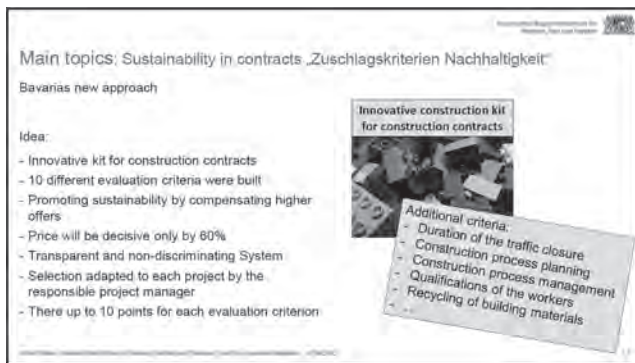 Main topics: Sustainability in contracts „Zuschlagskriterien Nachhaltigkeit"
Bavarias new approach
Idea:
- Innovative kit for construction contracts
- 10 different evaluation criteria were built
- Promoting sustainability by compensating higher
offers
- Price will be decisive only by 60%
- Transparent and non-discriminating System
- Selection adapted to each project by the
responsible project manager
- There up to 10 points for each evaluation criterion
Innovative construction kit
for construction contracts
Additional criteria:
- Duration of the traffic closure
- Construction process planning
- Construction process management
- Qualifications of the workers
- Recycling of building materials
- ...